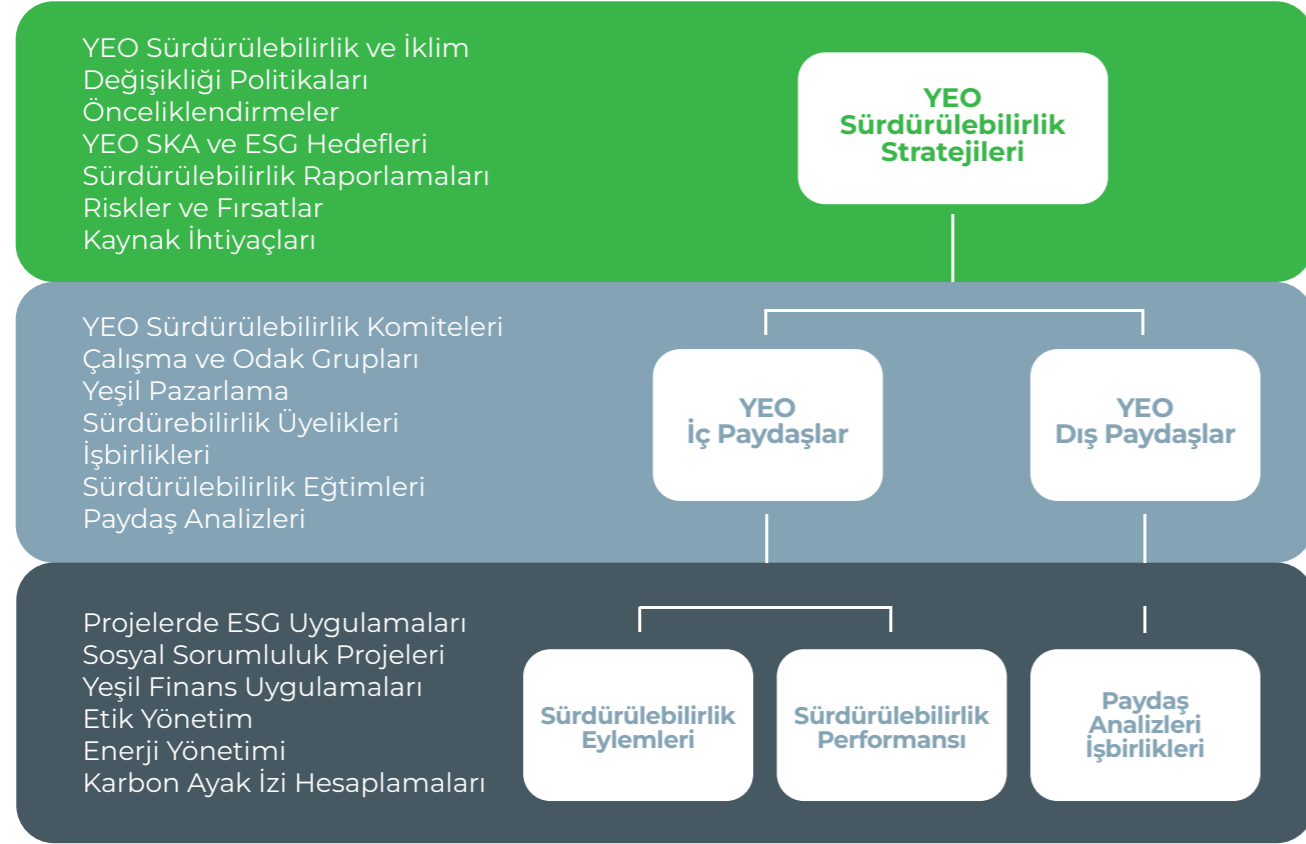 YEO Sürdürülebilirlik ve İklim
Değişikliği Politikaları
Önceliklendirmeler
YEO SKA ve ESG Hedefleri
Sürdürülebilirlik Raporlamaları
Riskler ve Fırsatlar
Kaynak İhtiyaçları
YEO
Sürdürülebilirlik
Stratejileri
YEO Sürdürülebilirlik Komiteleri
Çalışma ve Odak Grupları
Yeşil Pazarlama
Sürdürebilirlik Üyelikleri
İşbirlikleri
Sürdürülebilirlik Eğtimleri
Paydaş Analizleri
YEO
İç Paydaşlar
YEO
Dış Paydaşlar
Projelerde ESG Uygulamaları
Sosyal Sorumluluk Projeleri
Yeşil Finans Uygulamaları
Etik Yönetim
Enerji Yönetimi
Karbon Ayak İzi Hesaplamaları
Sürdürülebilirlik
Eylemleri
Sürdürülebilirlik
Performansı
Paydaş
Analizleri
İşbirlikleri